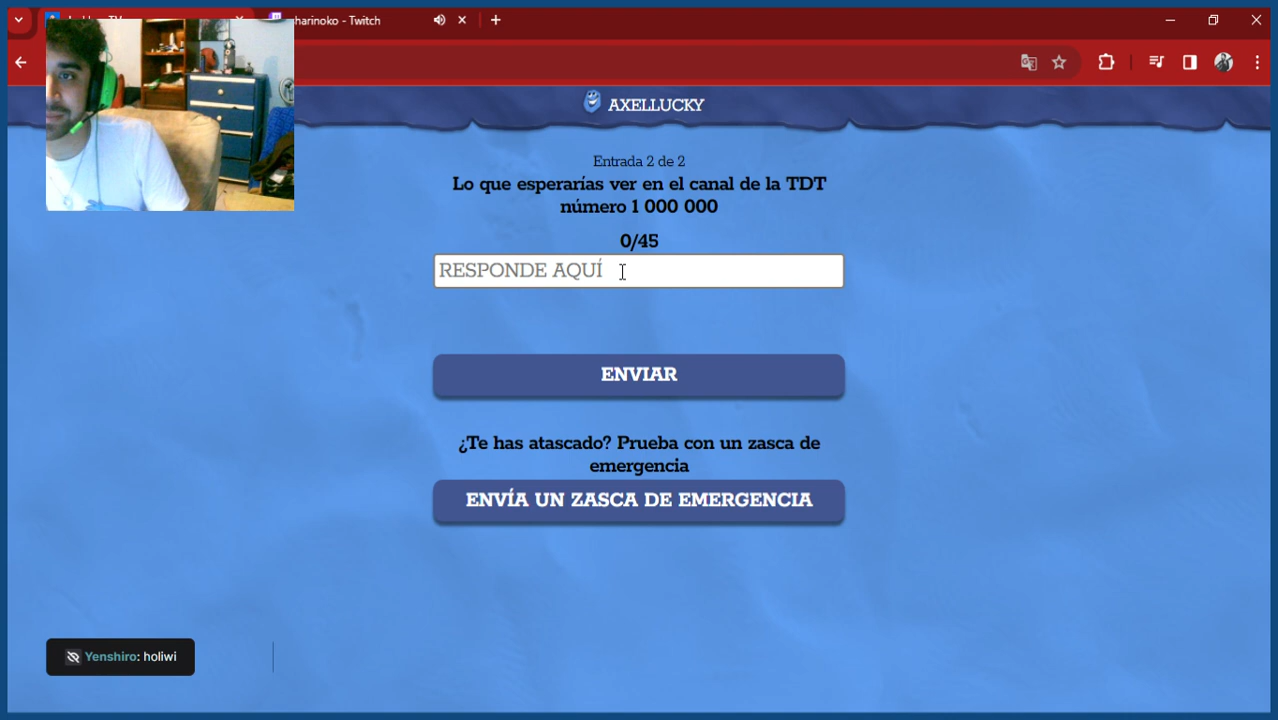 harinoko - Twitch
AXELLUCKY
Entrada 2 de 2
Lo que esperarías ver en el canal de la TDT
número 1 000 000
0/45
RESPONDE AQUÍ
ENVIAR
¿Te has atascado? Prueba con un zasca de
emergencia
ENVÍA UN ZASCA DE EMERGENCIA
Yenshiro: holiwi